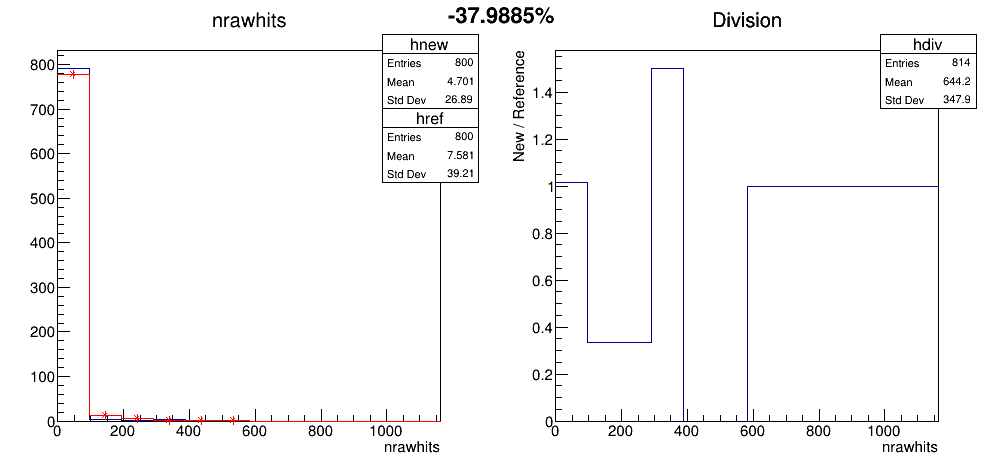 -37.9885%
nrawhits
hnew
Entries 800
Mean 4.701
Std Dev 26.89
href
Entries 800
Mean 7.581
Std Dev 39.21
800
700
600
500
400
300
200
100
0
0 200 400 600 800 1000
nrawhits
Division
hdiv
Entries 814
Mean 644.2
Std Dev 347.9
New / Reference
1.4
1.2
1
0.8
0.6
0.4
0.2
0
0 200 400 600 800 1000
nrawhits